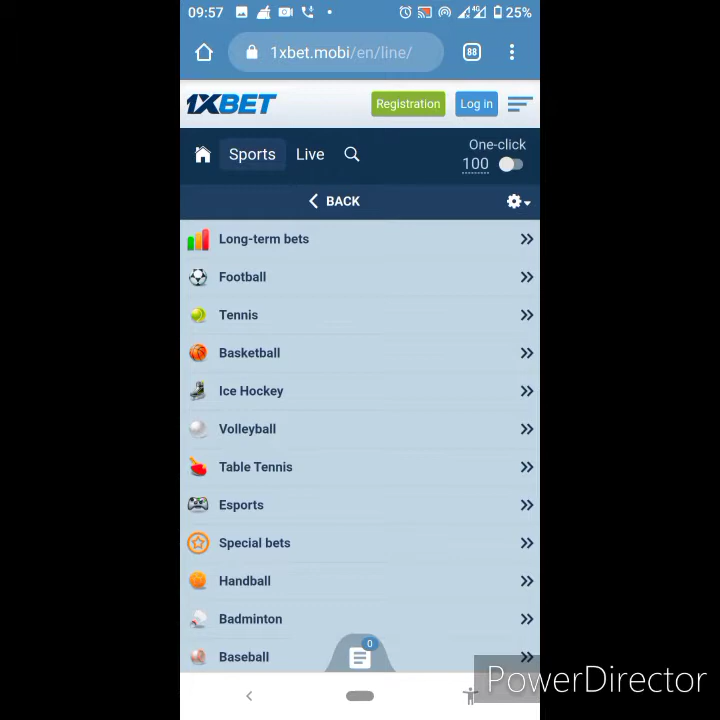 09:57 4G 25%
1xbet.mobi/en/line/ 88
1XBET Registration Log in
Sports Live One-click
100
BACK
Long-term bets
Football
Tennis
Basketball
Ice Hockey
Volleyball
Table Tennis
Esports
Special bets
Handball
Badminton
0
Baseball
PowerDirector